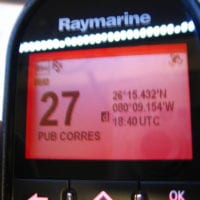 Raymarine
27
PUB CORRES
26°15.432'N
080°09.154'W
18:40 UTC
OK